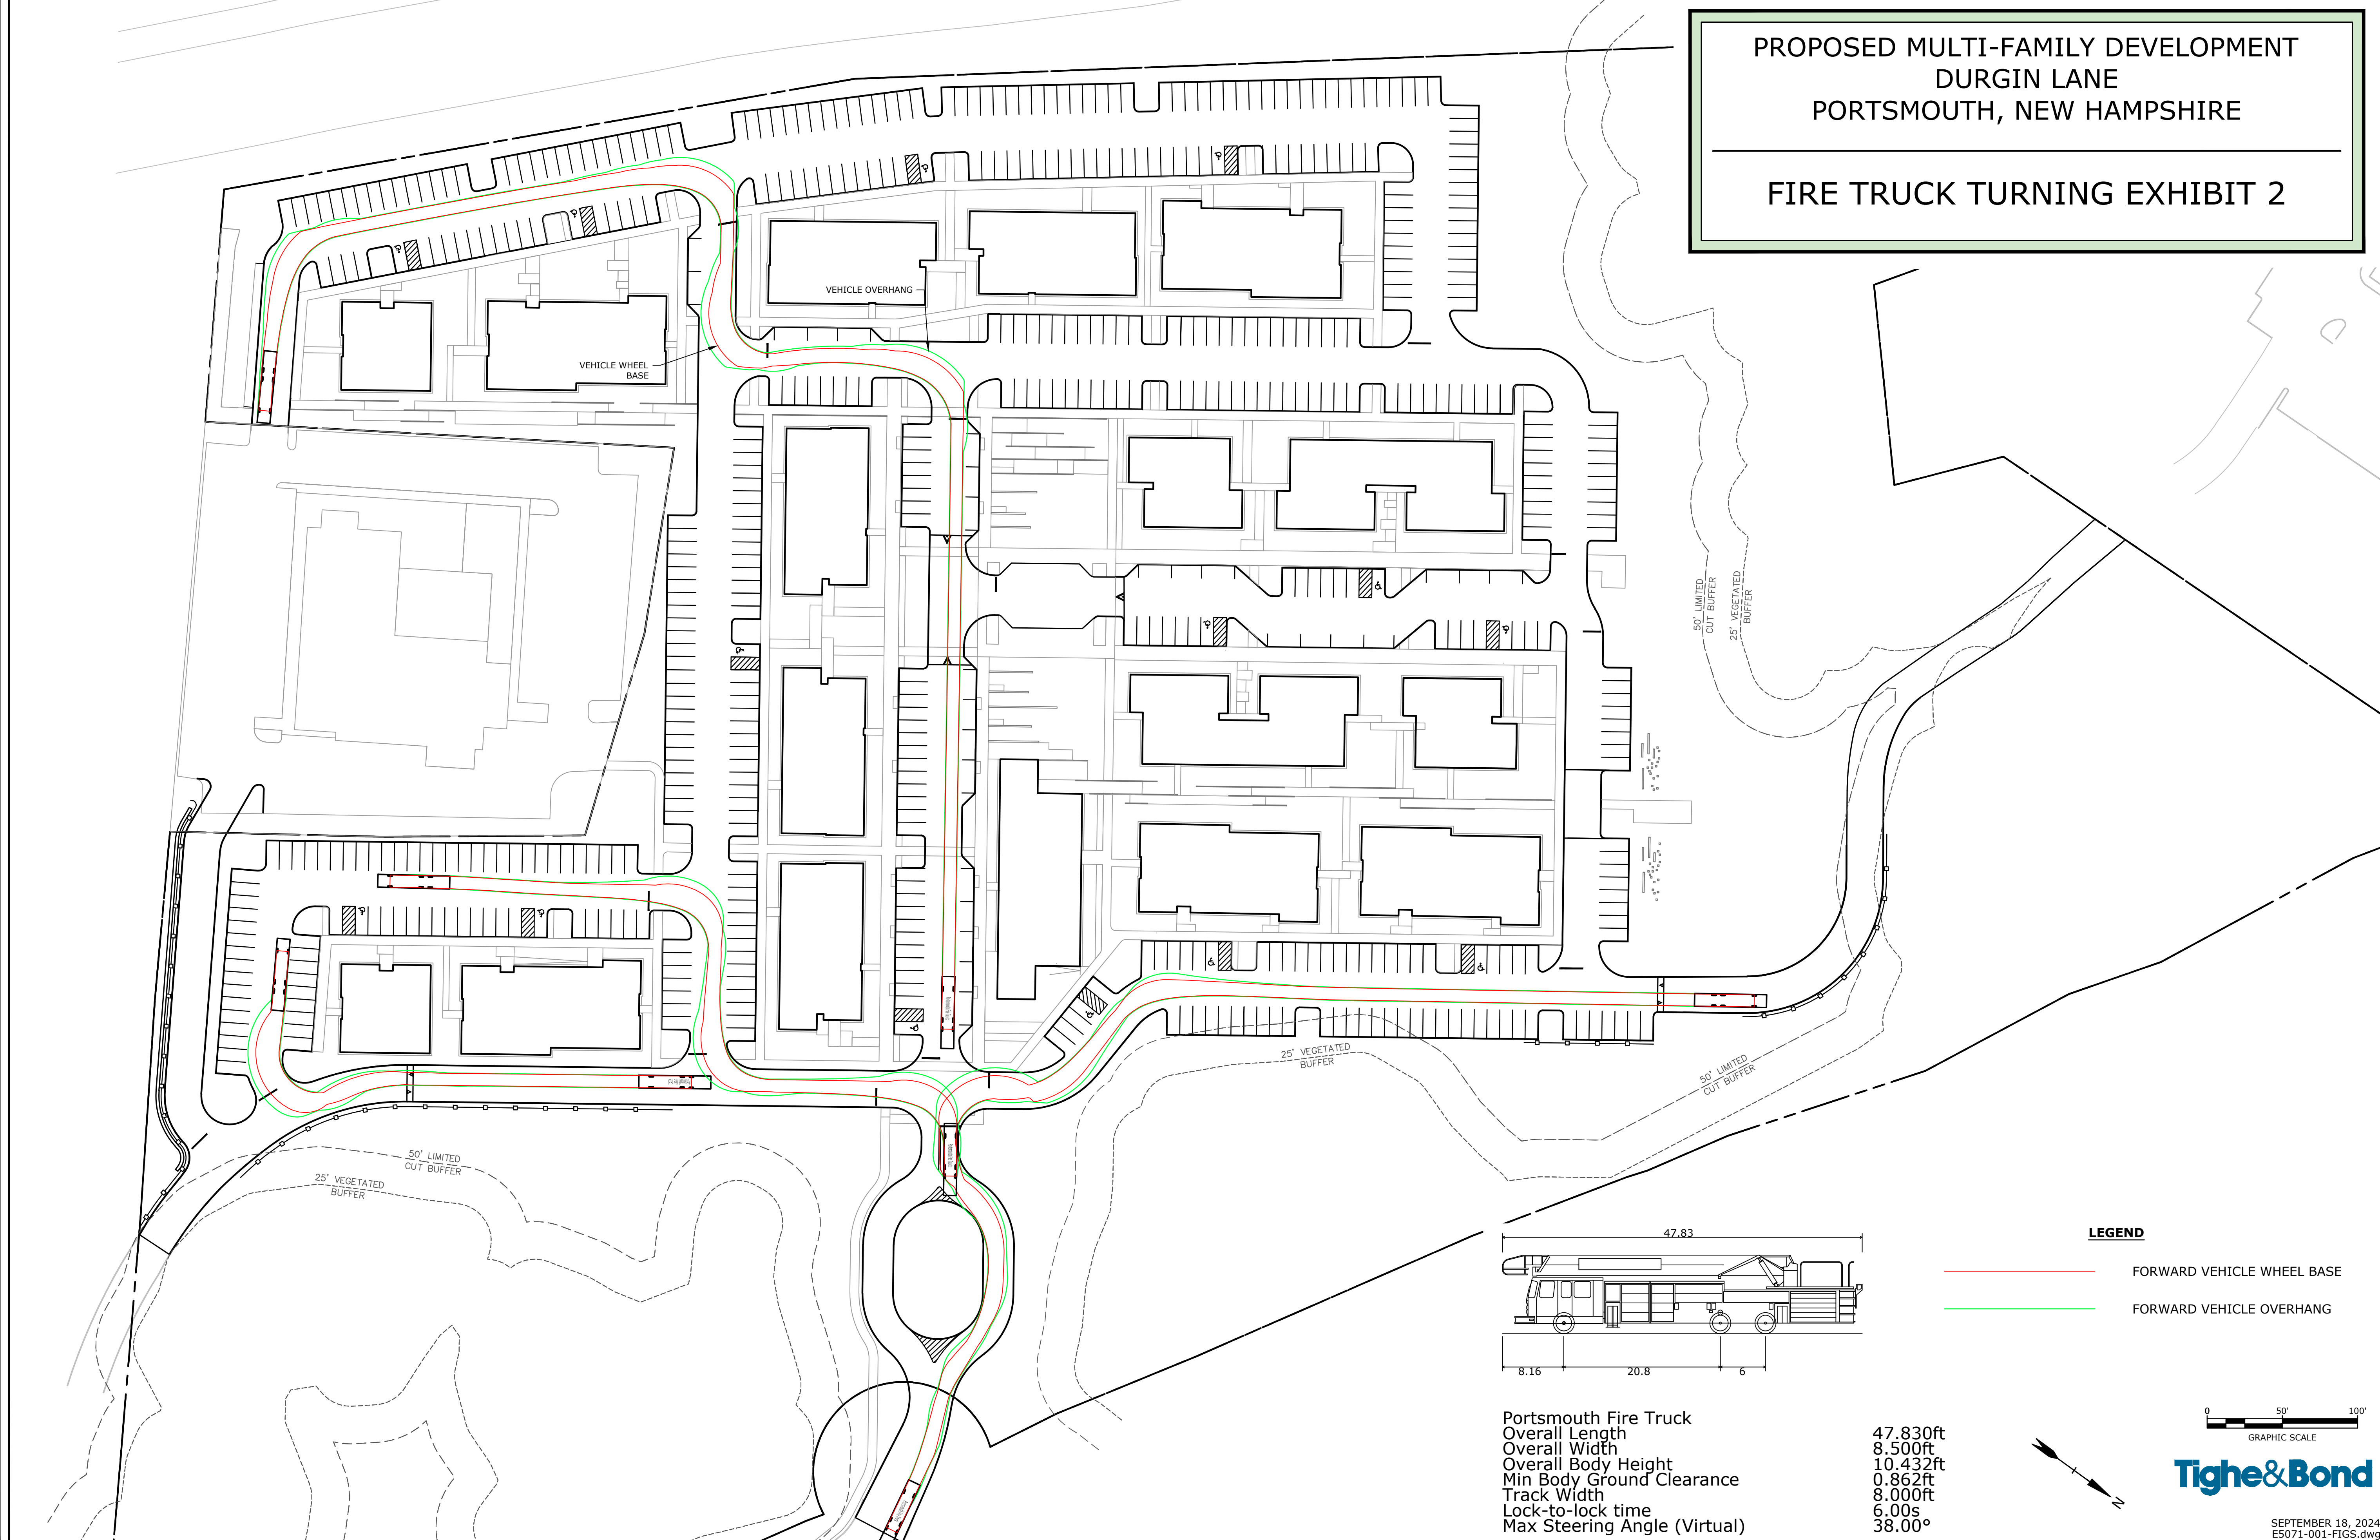 PROPOSED MULTI-FAMILY DEVELOPMENT
DURGIN LANE
PORTSMOUTH, NEW HAMPSHIRE
FIRE TRUCK TURNING EXHIBIT 2
VEHICLE OVERHANG
VEHICLE WHEEL
BASE
50' LIMITED
CUT BUFFER
25' VEGETATED
BUFFER
25' VEGETATED
BUFFER
50' LIMITED
CUT BUFFER
50' LIMITED
CUT BUFFER
25' VEGETATED
BUFFER
47.83
8.16
20.8
6
LEGEND
FORWARD VEHICLE WHEEL BASE
FORWARD VEHICLE OVERHANG
Portsmouth Fire Truck
Overall Length 47.830ft
Overall Width 8.500ft
Overall Body Height 10.432ft
Min Body Ground Clearance 0.862ft
Track Width 8.000ft
Lock-to-lock time 6.00s
Max Steering Angle (Virtual) 38.00°
N
0 50' 100'
GRAPHIC SCALE
Tighe&Bond
SEPTEMBER 18, 2024
E5071-001-FIGS.dwg